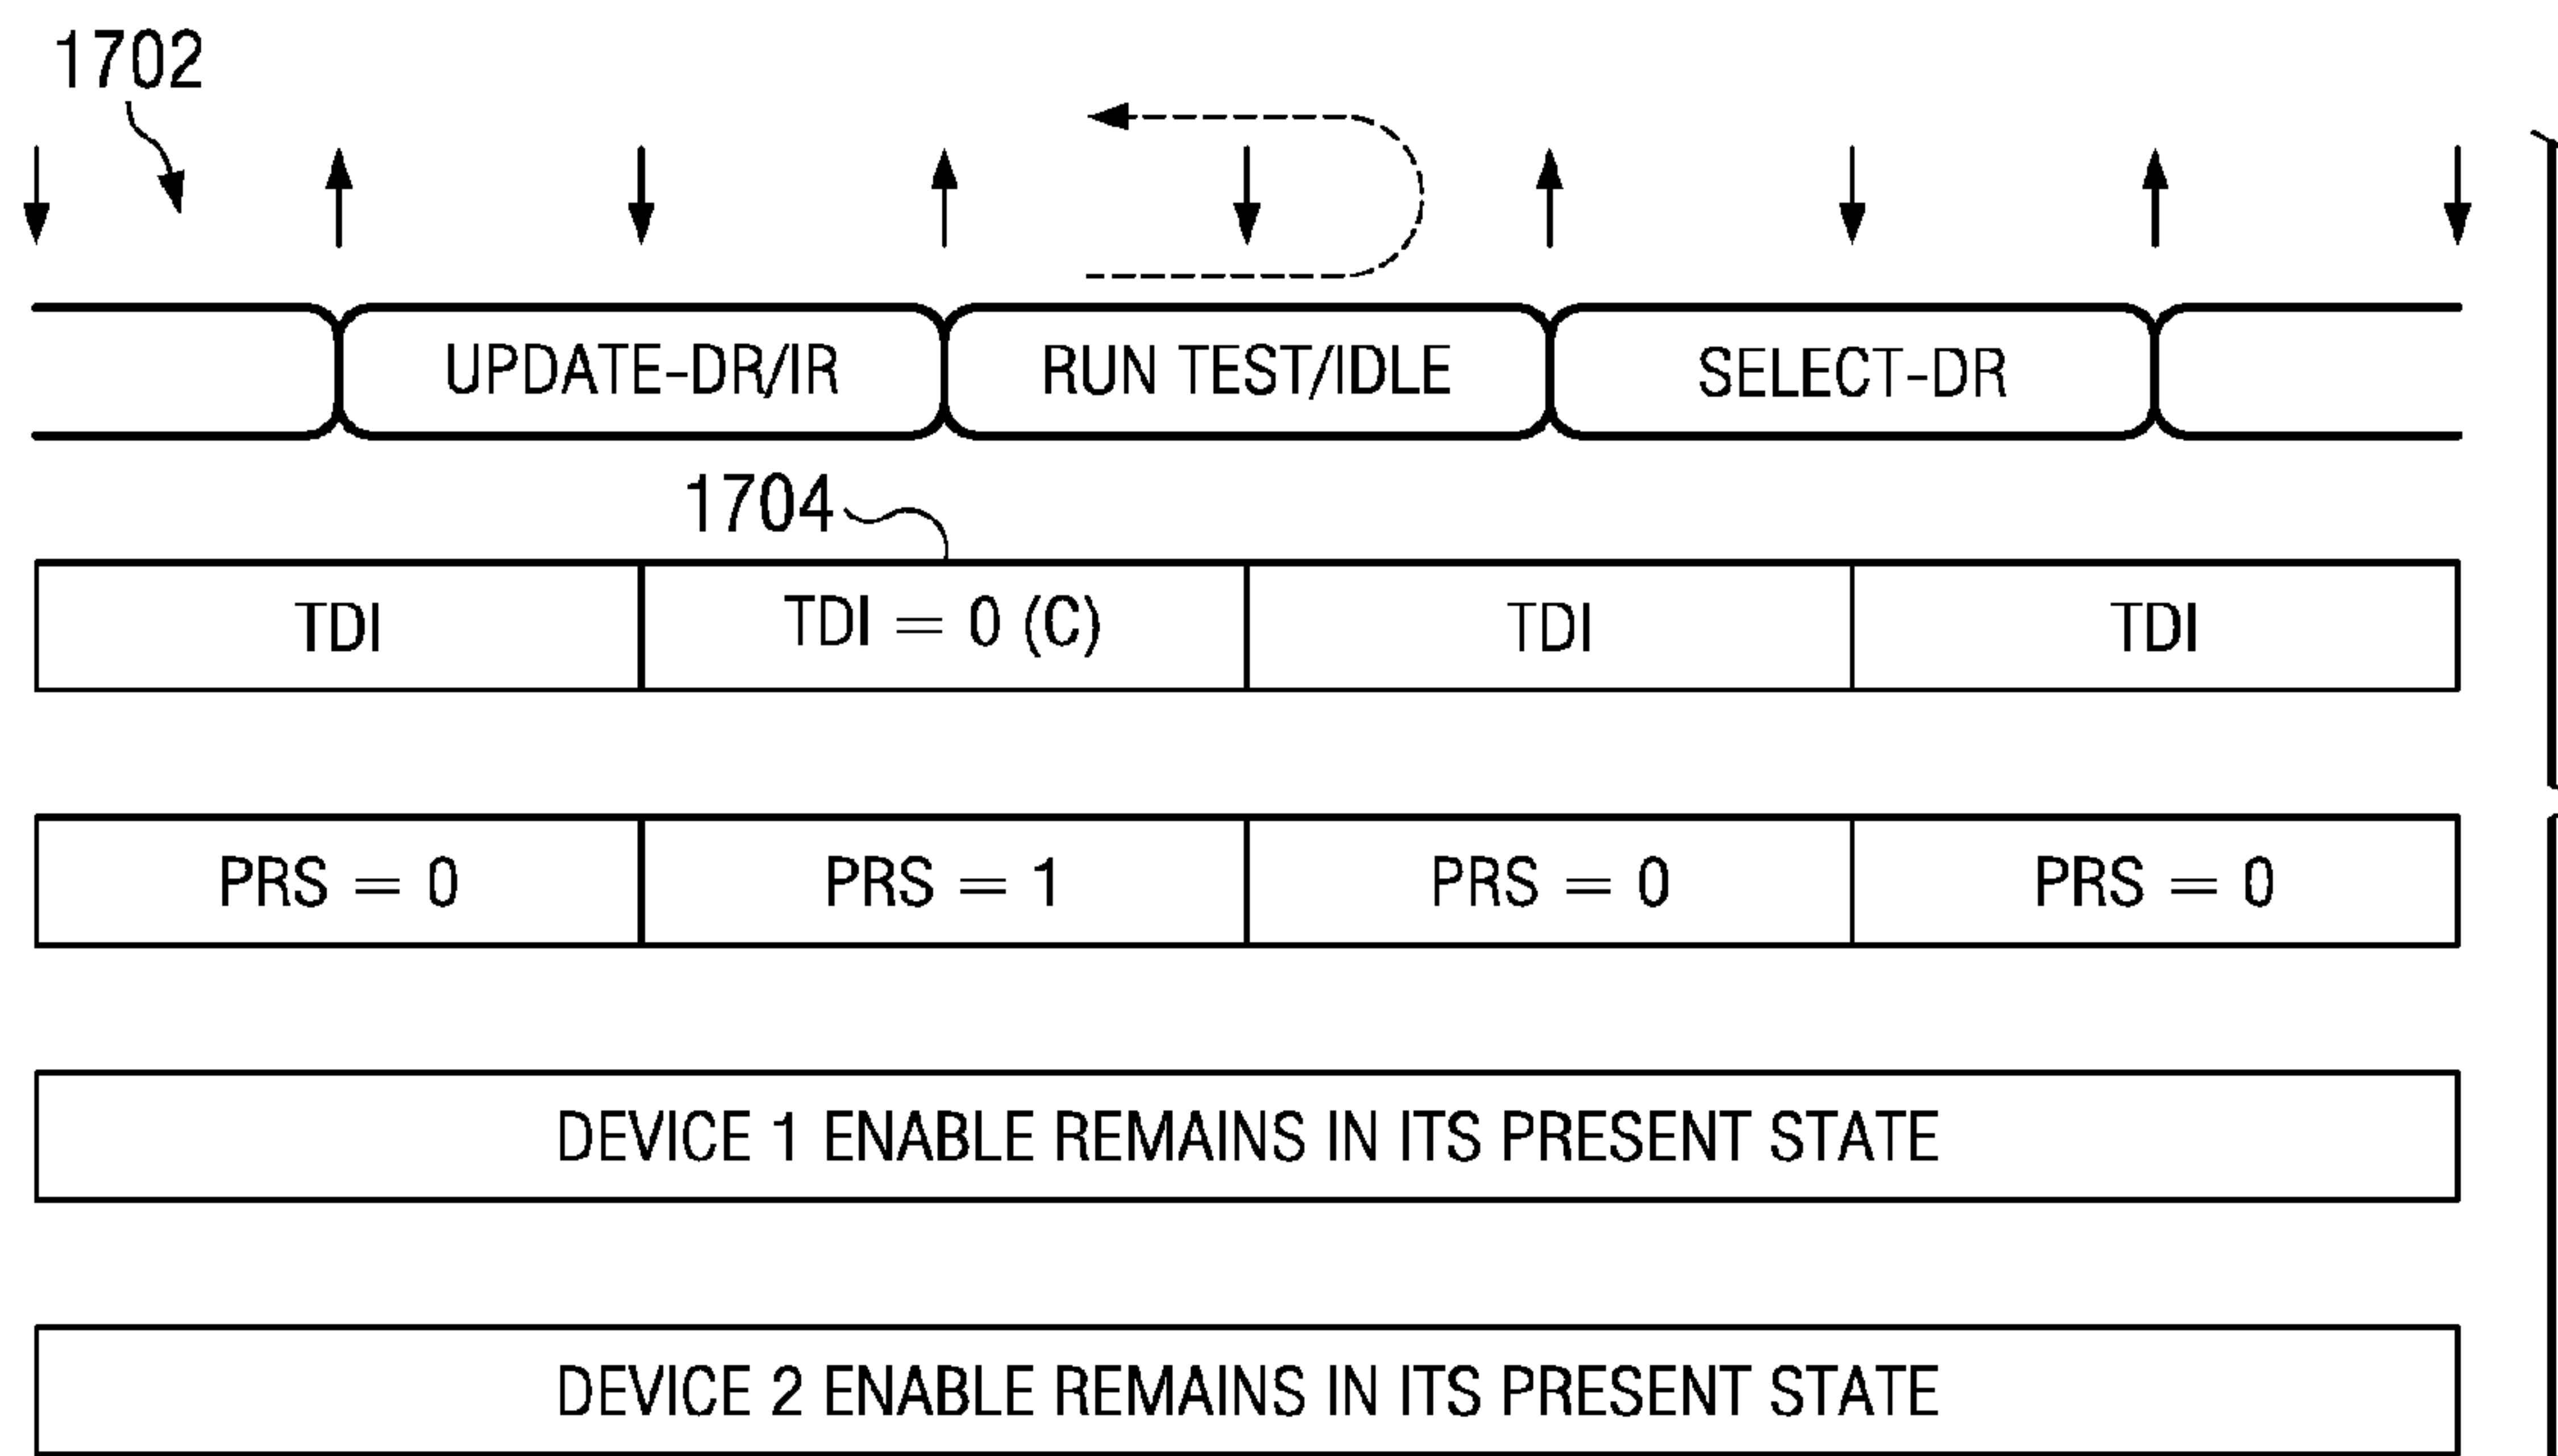 1702
UPDATE-DR/IR RUN TEST/IDLE SELECT-DR
1704
TDI TDI = 0 (C) TDI TDI
PRS = 0 PRS = 1 PRS = 0 PRS = 0
DEVICE 1 ENABLE REMAINS IN ITS PRESENT STATE
DEVICE 2 ENABLE REMAINS IN ITS PRESENT STATE